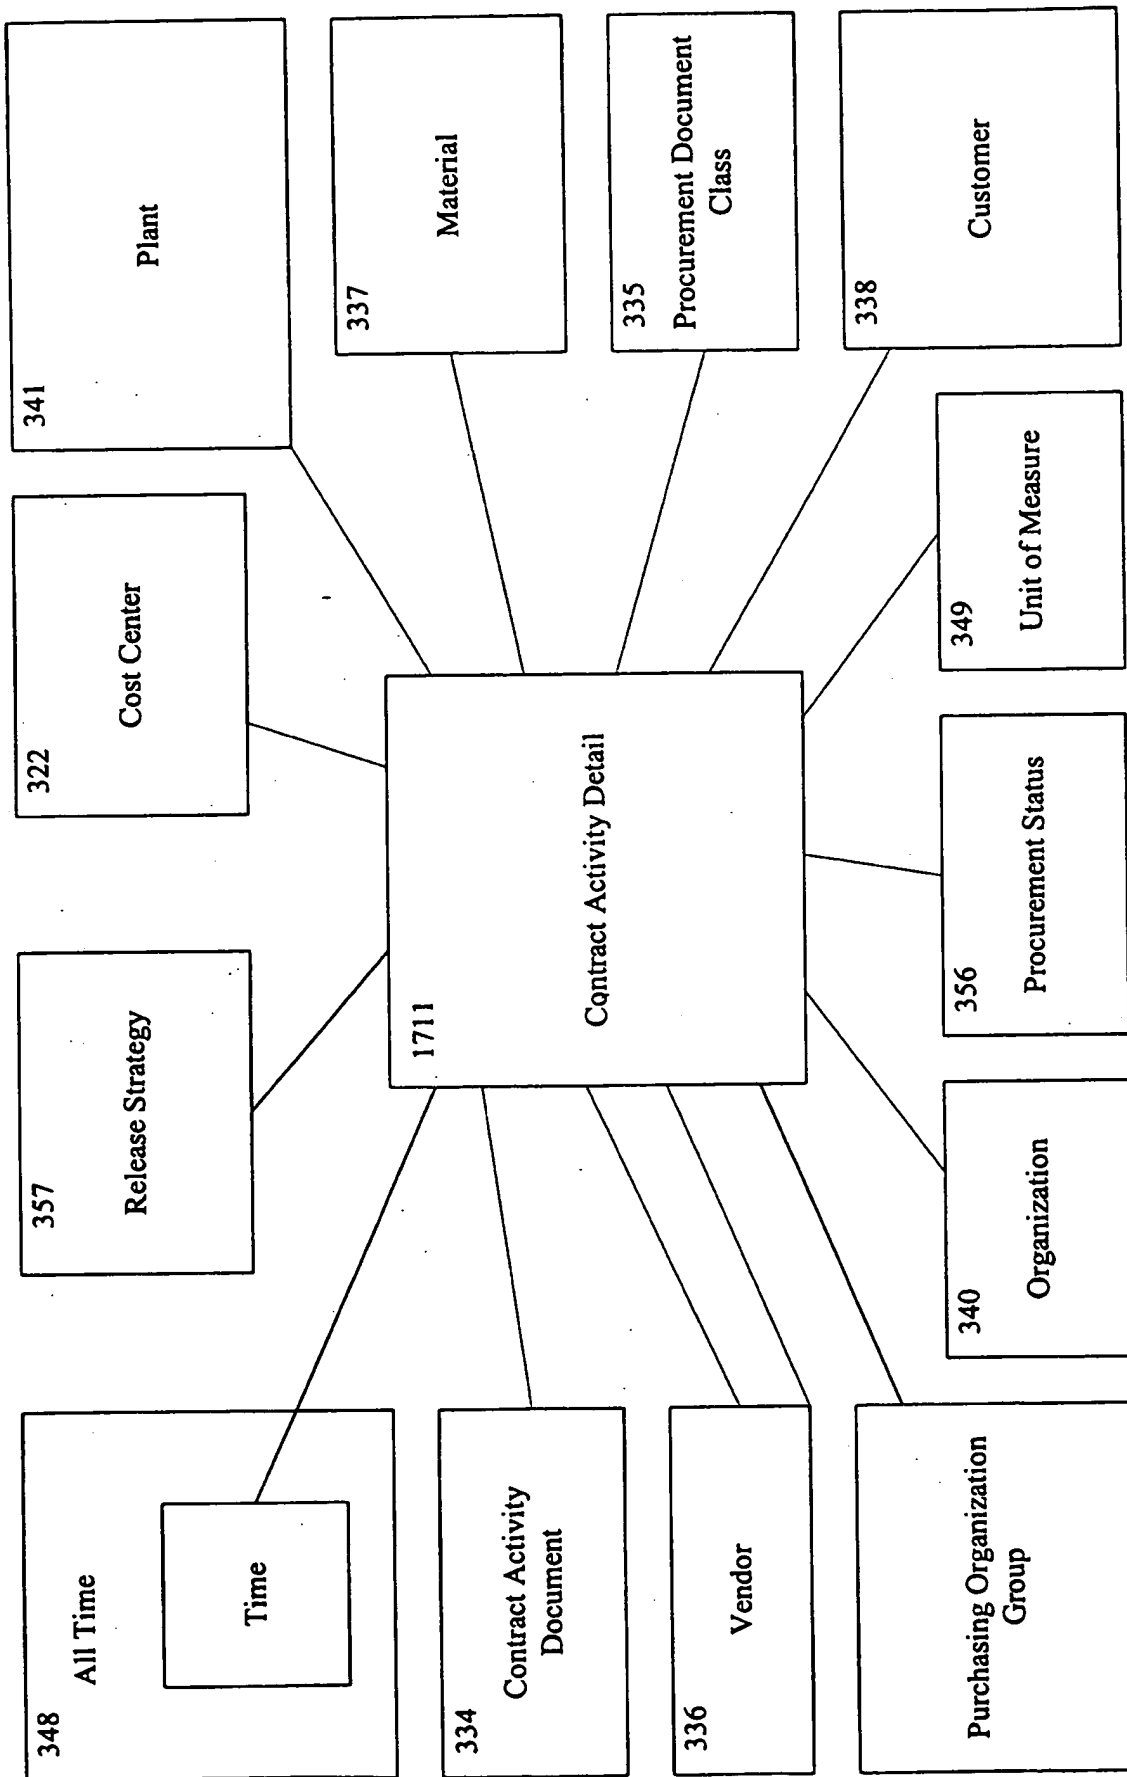 348
All Time
Time
334
Contract Activity
Document
336
Vendor
Purchasing Organization
Group
357
Release Strategy
322
Cost Center
341
Plant
1711
Contract Activity Detail
337
Material
335
Procurement Document
Class
338
Customer
340
Organization
356
Procurement Status
349
Unit of Measure